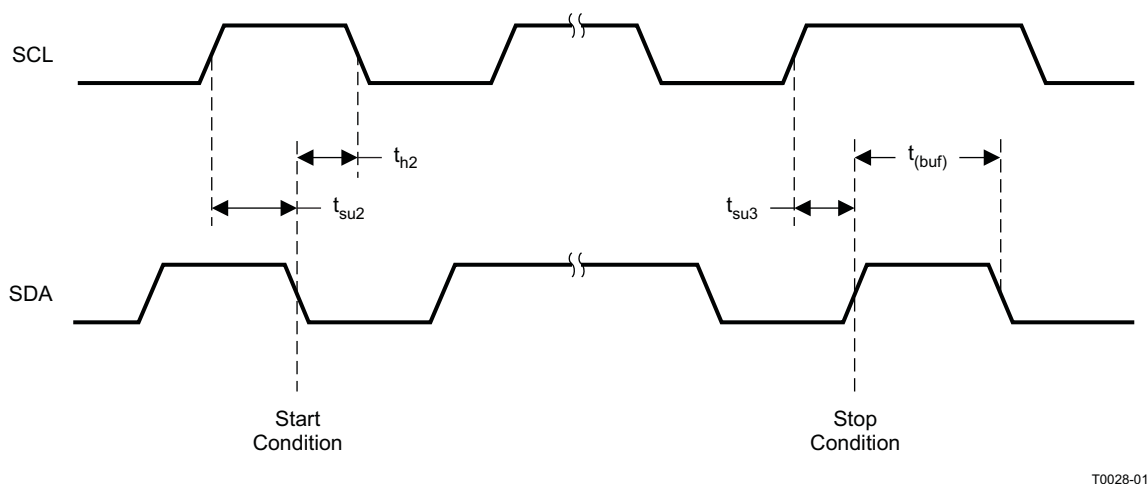 SCL
t_h2
t_(buf)
t_su2
t_su3
SDA
Start
Condition
Stop
Condition
T0028-01